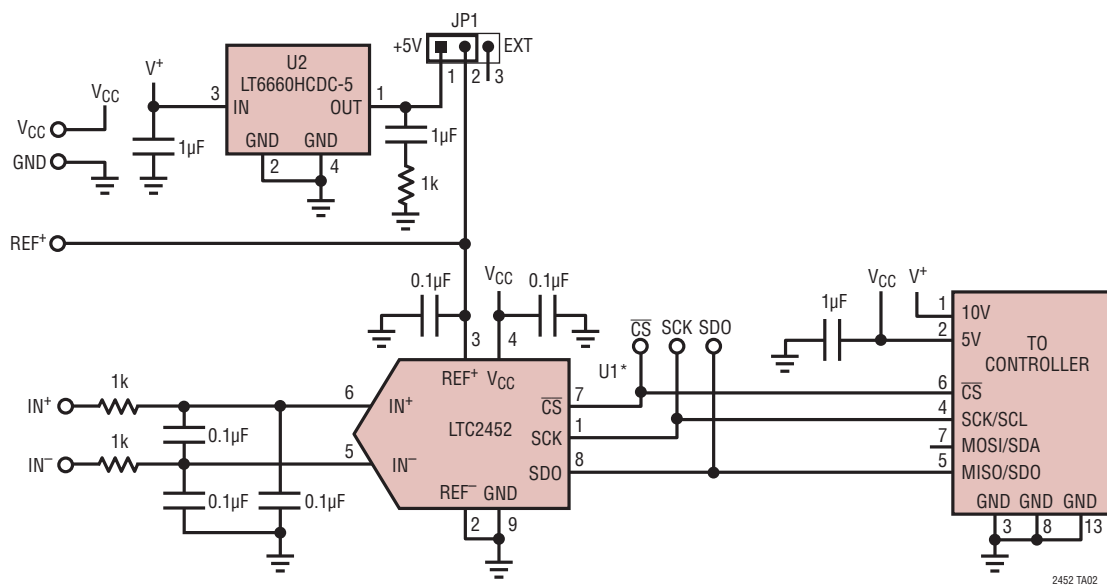 JP1
+5V
EXT
1 2 3
V+
U2
LT6660HCDC-5
3 IN OUT 1
GND GND
2 4
VCC
VCC
GND
1µF
1µF
1k
REF+
0.1µF
VCC
0.1µF
3 4
REF+ VCC
CS SCK SDO
U1*
VCC V+
1µF
1 10V
2 5V
TO
CONTROLLER
6 CS
4 SCK/SCL
7 MOSI/SDA
5 MISO/SDO
GND GND GND
3 8 13
IN+
1k
6 IN+
CS 7
LTC2452
SCK 1
0.1µF
IN–
1k
5 IN–
SDO 8
0.1µF
0.1µF
REF– GND
2 9
2452 TA02